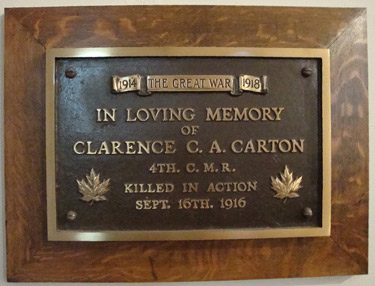 1914 THE GREAT WAR 1918
IN LOVING MEMORY
OF
CLARENCE C. A. CARTON
4TH. C. M. R.
KILLED IN ACTION
SEPT. 16TH. 1916